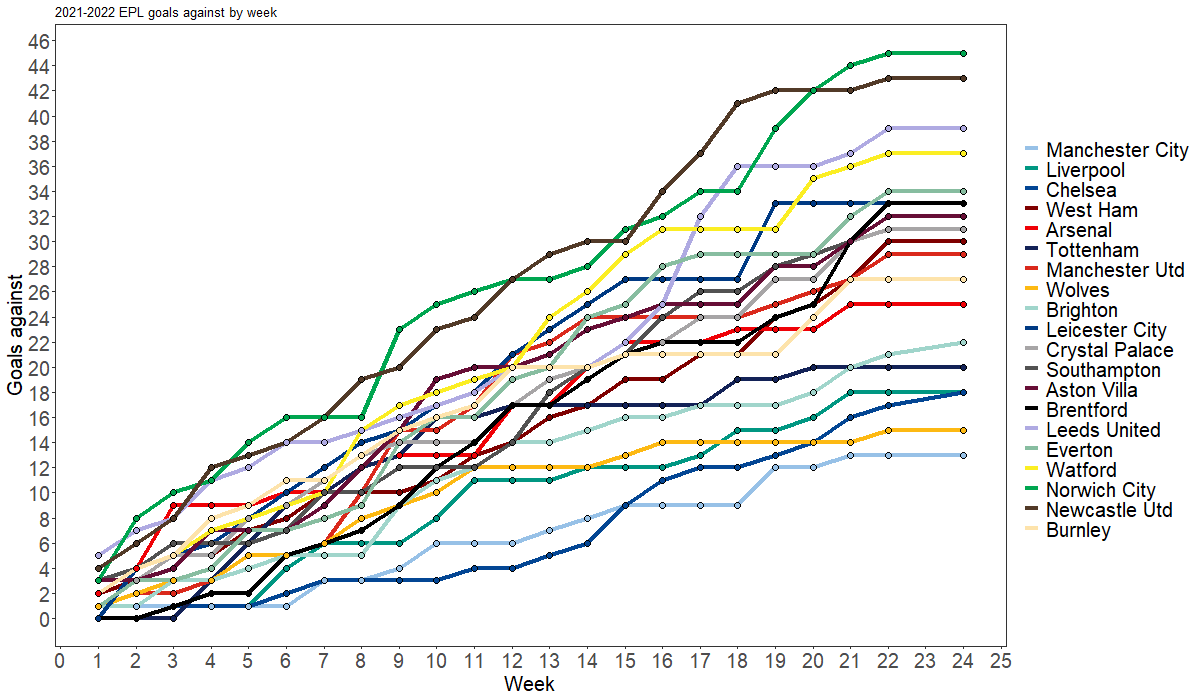 2021-2022 EPL goals against by week
Goals against
46
44
42
40
38
36
34
32
30
28
26
24
22
20
18
16
14
12
10
8
6
4
2
0
0 1 2 3 4 5 6 7 8 9 10 11 12 13 14 15 16 17 18 19 20 21 22 23 24 25
Week
Manchester City
Liverpool
Chelsea
West Ham
Arsenal
Tottenham
Manchester Utd
Wolves
Brighton
Leicester City
Crystal Palace
Southampton
Aston Villa
Brentford
Leeds United
Everton
Watford
Norwich City
Newcastle Utd
Burnley